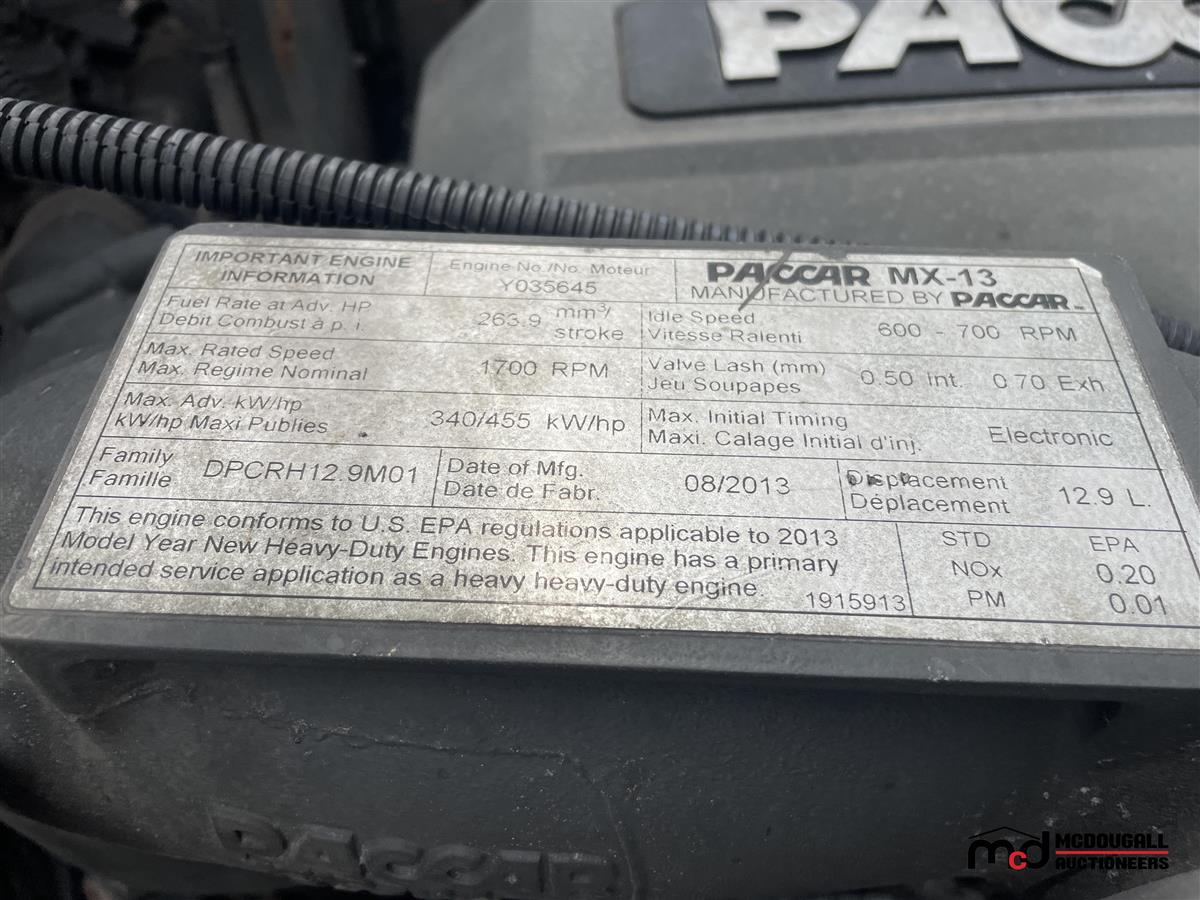 PACC
IMPORTANT ENGINE
INFORMATION
Engine No./No. Moteur
Y035645
PACCAR MX-13
MANUFACTURED BY PACCAR
Fuel Rate at Adv. HP
Debit Combust à p. i.
263.9 mm³/
stroke
Idle Speed
Vitesse Ralenti
600 - 700 RPM
Max. Rated Speed
Max. Regime Nominal
1700 RPM
Valve Lash (mm)
Jeu Soupapes
0.50 Int. 0.70 Exh.
Max. Adv. kW/hp
kW/hp Maxi Publies
340/455 kW/hp
Max. Initial Timing
Maxi. Calage Initial d'inj.
Electronic
Family
Famille
DPCRH12.9M01
Date of Mfg.
Date de Fabr.
08/2013
Displacement
Déplacement
12.9 L.
This engine conforms to U.S. EPA regulations applicable to 2013
Model Year New Heavy-Duty Engines. This engine has a primary
intended service application as a heavy heavy-duty engine.
1915913
STD EPA
NOx 0.20
PM 0.01
PACCAR
mcd MCDOUGALL
AUCTIONEERS